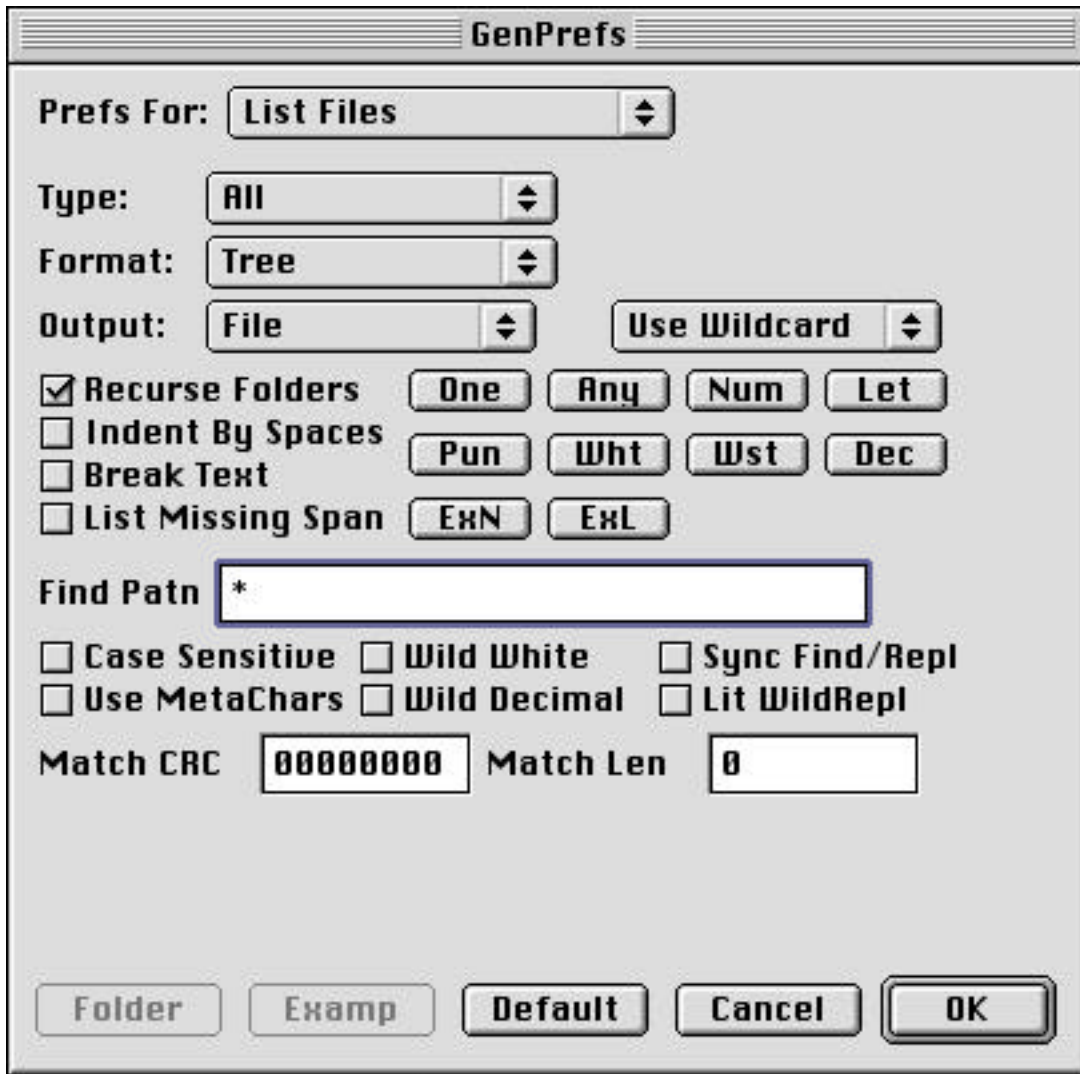 GenPrefs
Prefs For: List Files
Type: All
Format: Tree
Output: File Use Wildcard
Recurse Folders One Any Num Let
Indent By Spaces
Pun Wht Wst Dec
Break Text
List Missing Span ExN ExL
Find Patn *
Case Sensitive Wild White Sync Find/Repl
Use MetaChars Wild Decimal Lit WildRepl
Match CRC 00000000 Match Len 0
Folder Examp Default Cancel OK